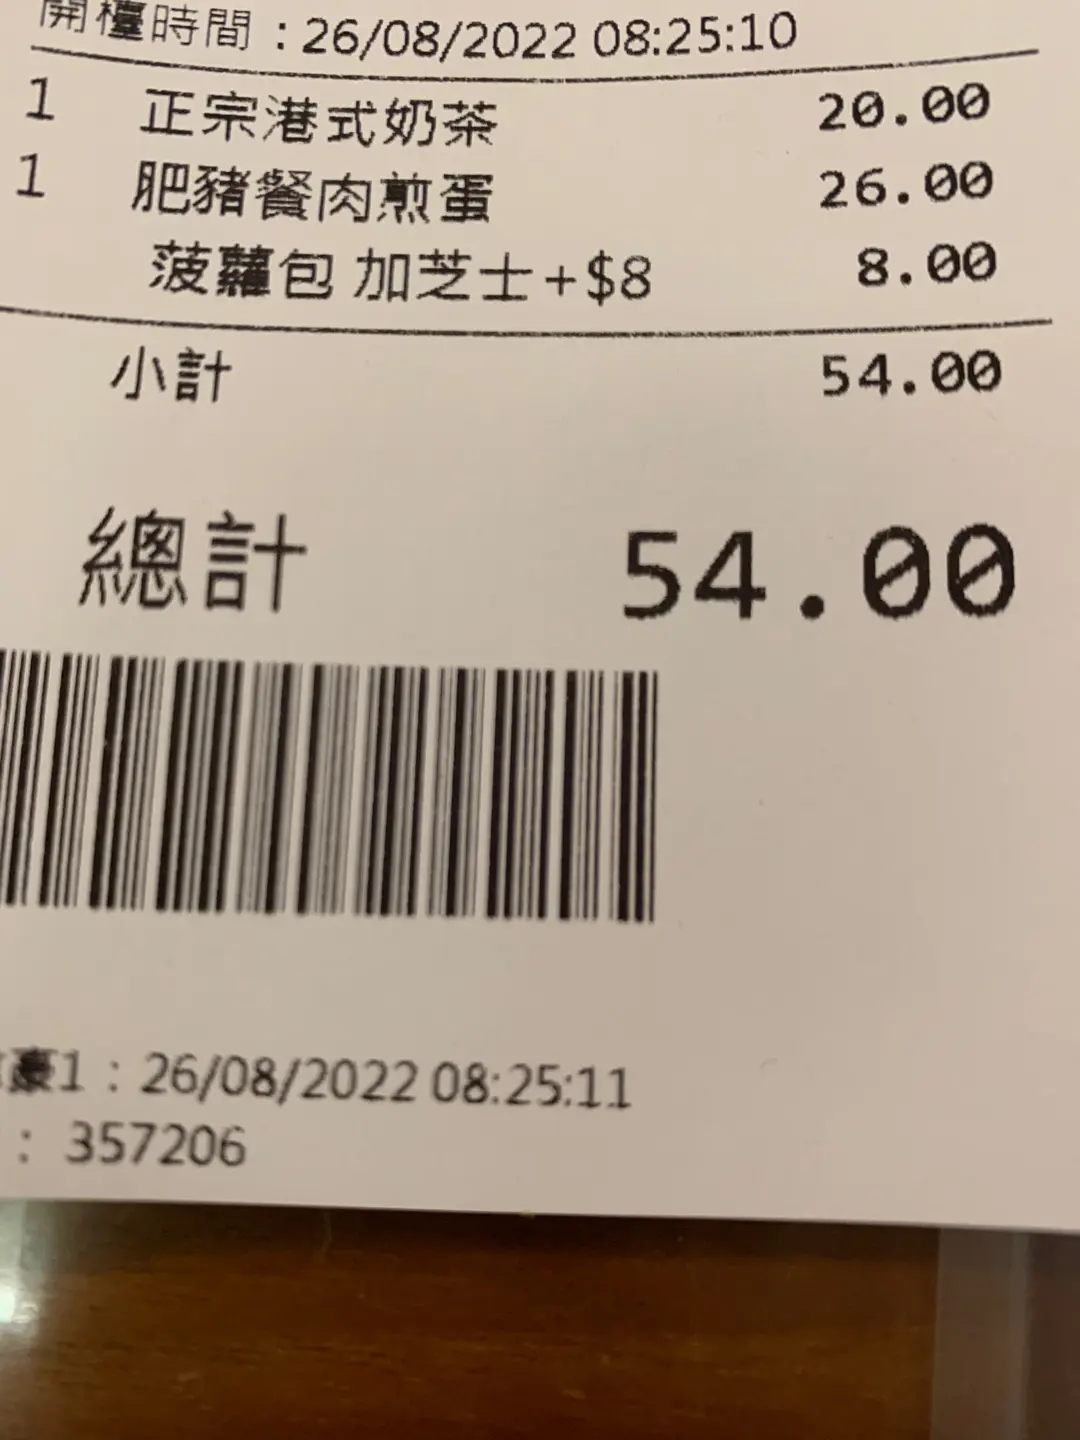 開檯時間 : 26/08/2022 08:25:10
1 正宗港式奶茶 20.00
1 肥豬餐肉煎蛋 26.00
菠蘿包 加芝士+$8 8.00
小計 54.00
總計 54.00
豪1 : 26/08/2022 08:25:11
: 357206